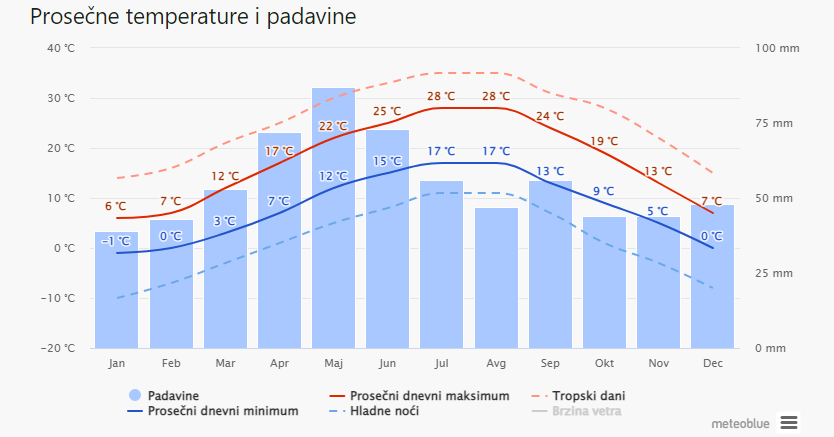 Prosečne temperature i padavine
40 °C
100 mm
30 °C
28 °C
28 °C
25 °C
24 °C
22 °C
75 mm
20 °C
19 °C
17 °C
17 °C
17 °C
15 °C
12 °C
12 °C
13 °C
13 °C
10 °C
50 mm
6 °C
7 °C
7 °C
9 °C
7 °C
-1 °C
0 °C
3 °C
5 °C
0 °C
0 °C
25 mm
-10 °C
-20 °C
0 mm
Jan Feb Mar Apr Maj Jun Jul Avg Sep Okt Nov Dec
Padavine Prosečni dnevni maksimum Tropski dani
Prosečni dnevni minimum Hladne noći Brzina vetra
meteoblue